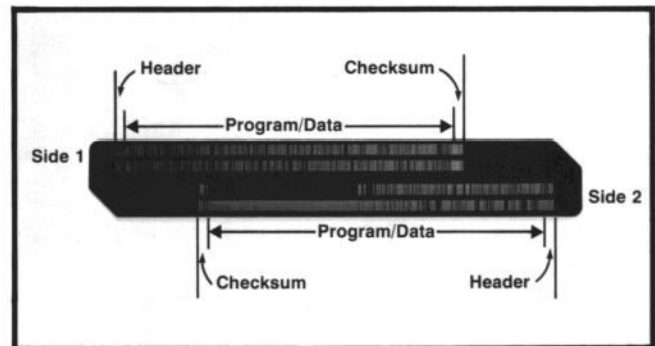 Header Checksum
Program/Data
Side 1
Side 2
Program/Data
Checksum Header